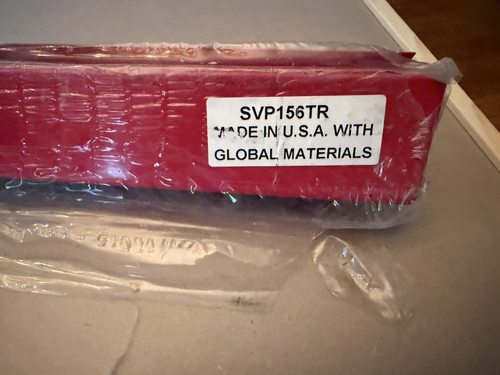 SVP156TR
MADE IN U.S.A. WITH
GLOBAL MATERIALS